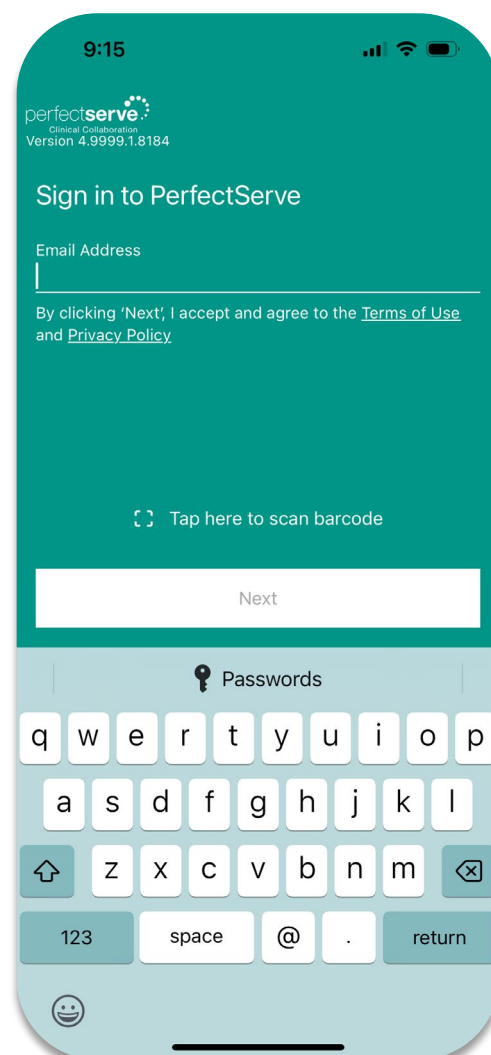 9:15
perfectserve
Clinical Collaboration
Version 4.9999.1.8184
Sign in to PerfectServe
Email Address
By clicking ‘Next’, I accept and agree to the Terms of Use
and Privacy Policy
Tap here to scan barcode
Next
Passwords
q w e r t y u i o p
a s d f g h j k l
z x c v b n m
123 space @ . return